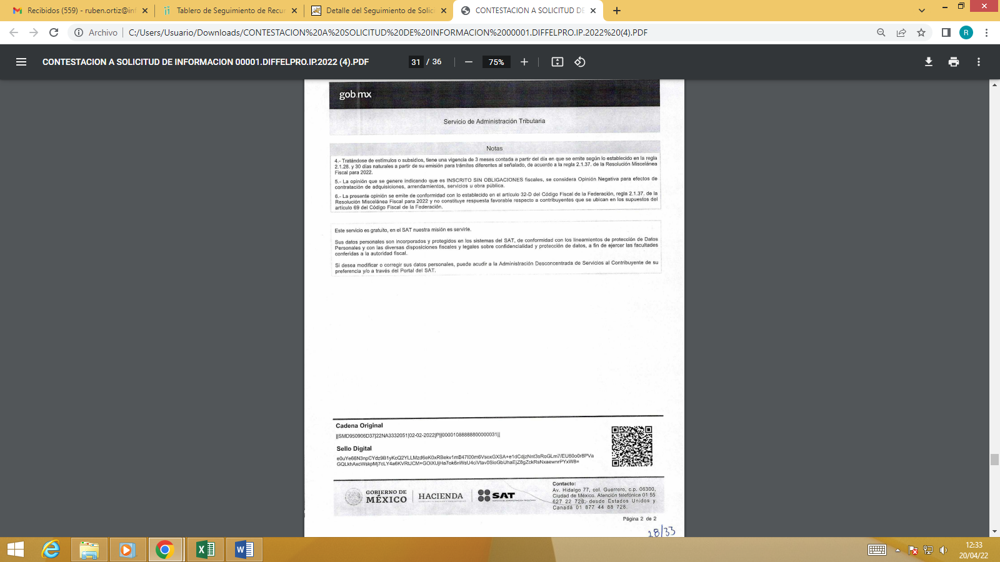 Recibidos (559) - ruben.ortiz@inf
Tablero de Seguimiento de Recur
Detalle del Seguimiento de Solici
CONTESTACION A SOLICITUD DE
Archivo
C:/Users/Usuario/Downloads/CONTESTACION%20A%20SOLICITUD%20DE%20INFORMACION%2000001.DIFFELPRO.IP.2022%20(4).PDF
R
CONTESTACION A SOLICITUD DE INFORMACION 00001.DIFFELPRO.IP.2022 (4).PDF
31 / 36
75%
gob.mx
Servicio de Administración Tributaria
Notas
4.- Tratándose de estímulos o subsidios, tiene una vigencia de 3 meses contada a partir del día en que se emite según lo establecido en la regla
2.1.28. y 30 días naturales a partir de su emisión para trámites diferentes al señalado, de acuerdo a la regla 2.1.37. de la Resolución Miscelánea
Fiscal para 2022.
5.- La opinión que se genere indicando que es INSCRITO SIN OBLIGACIONES fiscales, se considera Opinión Negativa para efectos de
contratación de adquisiciones, arrendamientos, servicios u obra pública.
6.- La presente opinión se emite de conformidad con lo establecido en el artículo 32-D del Código Fiscal de la Federación, regla 2.1.37. de la
Resolución Miscelánea Fiscal para 2022 y no constituye respuesta favorable respecto a contribuyentes que se ubican en los supuestos del
artículo 69 del Código Fiscal de la Federación.
Este servicio es gratuito, en el SAT nuestra misión es servirle.
Sus datos personales son incorporados y protegidos en los sistemas del SAT, de conformidad con los lineamientos de protección de Datos
Personales y con las diversas disposiciones fiscales y legales sobre confidencialidad y protección de datos, a fin de ejercer las facultades
conferidas a la autoridad fiscal.
Si desea modificar o corregir sus datos personales, puede acudir a la Administración Desconcentrada de Servicios al Contribuyente de su
preferencia y/o a través del Portal del SAT.
Cadena Original
||SMD950906D37|22NA3332051|02-02-2022|P||00001088888800000031||
Sello Digital
e0uYe66N3npCYdz9B1yKcQ2YLLMzd6eK0xRBekv1mB47I00m6VsoxGXSA+e1dCdjzNnt3sRoGLm7/EU60o0r8PVa
GQLkhAxcWskpMj7cLY4a6KVRtJCM+GOiXUjHa7ok6nWsU4ciVtav0SioGbUhaEjZ8gZckRsNxaewnrPYxW8=
GOBIERNO DE
MÉXICO
HACIENDA
SAT
Contacto:
Av. Hidalgo 77, col. Guerrero, c.p. 06300,
Ciudad de México. Atención telefónica 01 55
627 22 728, desde Estados Unidos y
Canadá 01 877 44 88 728.
Página 2 de 2
28/33
12:33
20/04/22